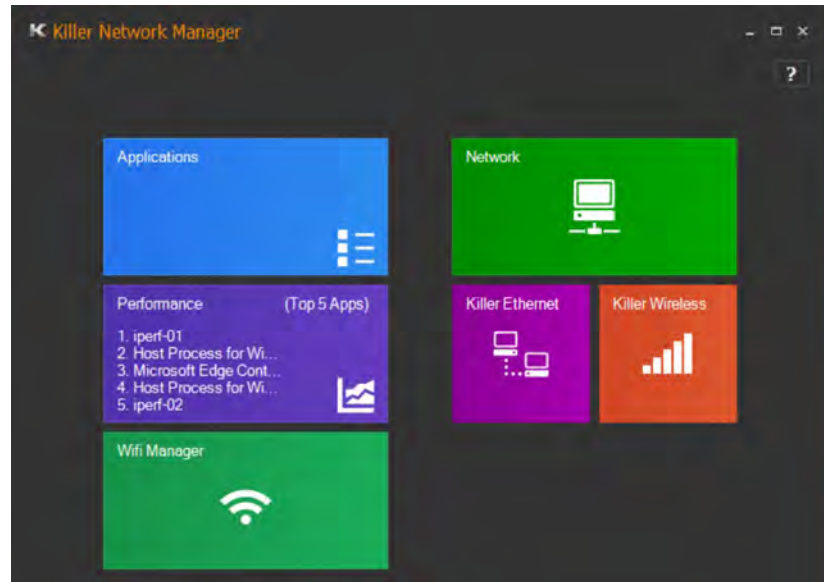 Killer Network Manager
?
Applications
Performance (Top 5 Apps)
1. iperf-01
2. Host Process for Wi...
3. Microsoft Edge Cont...
4. Host Process for Wi...
5. iperf-02
Wifi Manager
Network
Killer Ethernet
Killer Wireless